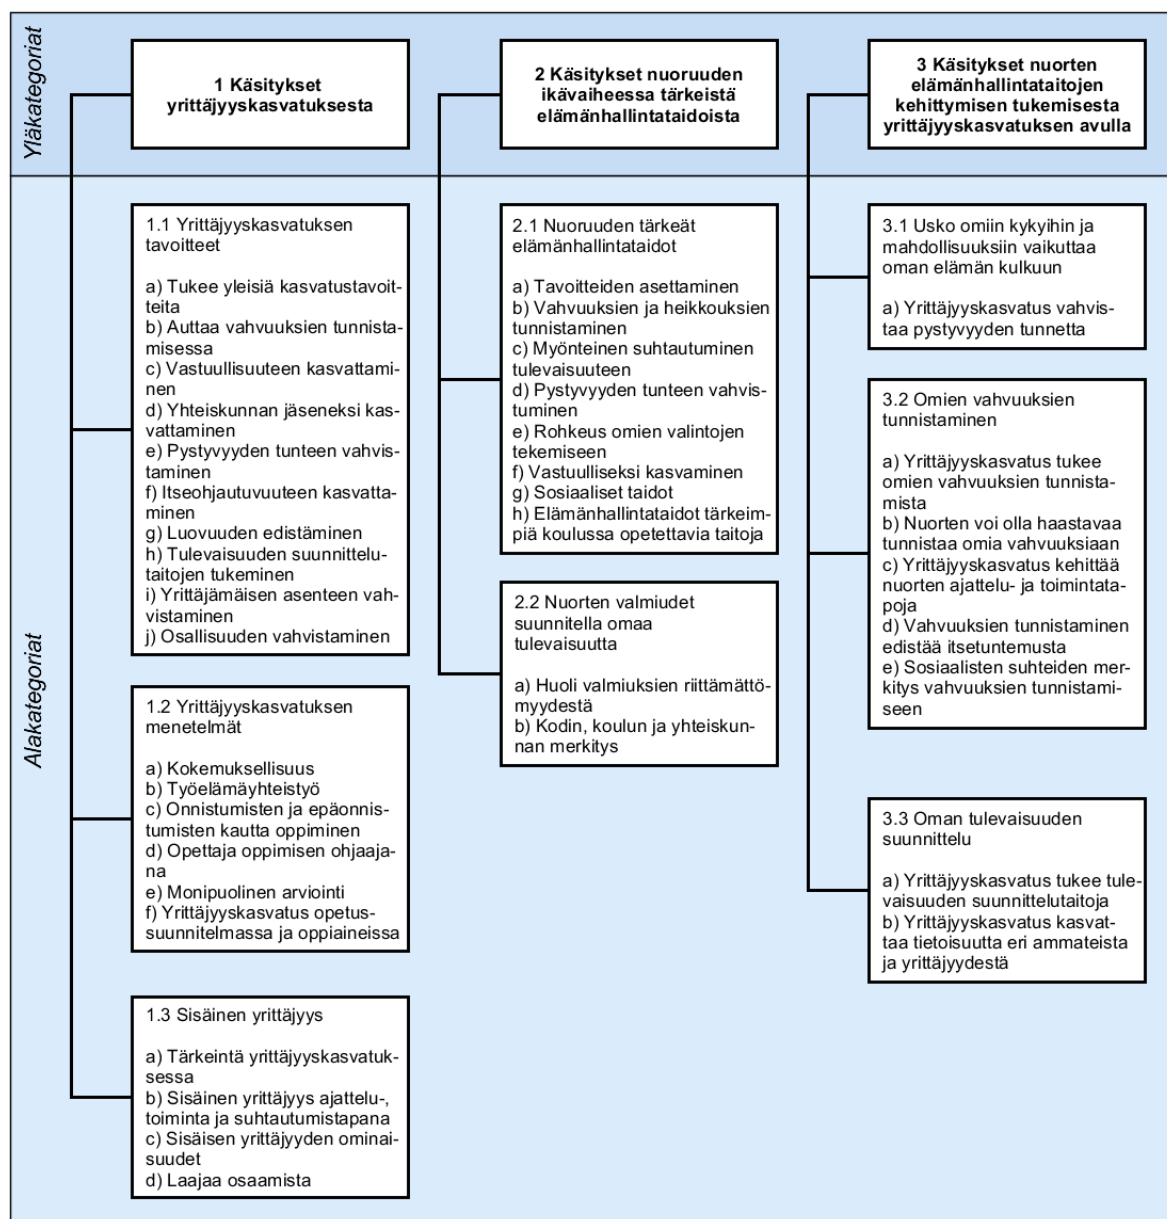 Yläkategoriat
1 Käsitykset
yrittäjyyskasvatuksesta
2 Käsitykset nuoruuden
ikävaiheessa tärkeistä
elämänhallintataidoista
3 Käsitykset nuorten
elämänhallintataitojen
kehittymisen tukemisesta
yrittäjyyskasvatuksen avulla
Alakategoriat
1.1 Yrittäjyyskasvatuksen
tavoitteet
a) Tukee yleisiä kasvatustavoit-
teita
b) Auttaa vahvuuksien tunnista-
misessa
c) Vastuullisuuteen kasvattami-
nen
d) Yhteiskunnan jäseneksi kas-
vattaminen
e) Pystyvyyden tunteen vahvis-
taminen
f) Itseohjautuvuuteen kasvatta-
minen
g) Luovuuden edistäminen
h) Tulevaisuuden suunnittelu-
taitojen tukeminen
i) Yrittäjämäisen asenteen vah-
vistaminen
j) Osallisuuden vahvistaminen
1.2 Yrittäjyyskasvatuksen
menetelmät
a) Kokemuksellisuus
b) Työelämäyhteistyö
c) Onnistumisten ja epäonnis-
tumisten kautta oppiminen
d) Opettaja oppimisen ohjaaja-
na
e) Monipuolinen arviointi
f) Yrittäjyyskasvatus opetus-
suunnitelmassa ja oppiaineissa
1.3 Sisäinen yrittäjyys
a) Tärkeintä yrittäjyyskasvatuk-
sessa
b) Sisäinen yrittäjyys ajattelu-,
toiminta ja suhtautumistapana
c) Sisäisen yrittäjyyden ominai-
suudet
d) Laajaa osaamista
2.1 Nuoruuden tärkeät
elämänhallintataidot
a) Tavoitteiden asettaminen
b) Vahvuuksien ja heikkouksien
tunnistaminen
c) Myönteinen suhtautuminen
tulevaisuuteen
d) Pystyvyyden tunteen vahvis-
tuminen
e) Rohkeus omien valintojen
tekemiseen
f) Vastuulliseksi kasvaminen
g) Sosiaaliset taidot
h) Elämänhallintataidot tärkeim-
piä koulussa opetettavia taitoja
2.2 Nuorten valmiudet
suunnitella omaa
tulevaisuutta
a) Huoli valmiuksien riittämättö-
myydestä
b) Kodin, koulun ja yhteiskun-
nan merkitys
3.1 Usko omiin kykyihin ja
mahdollisuuksiin vaikuttaa
oman elämän kulkuun
a) Yrittäjyyskasvatus vahvis-
taa pystyvyyden tunnetta
3.2 Omien vahvuuksien
tunnistaminen
a) Yrittäjyyskasvatus tukee
omien vahvuuksien tunnista-
mista
b) Nuorten voi olla haastavaa
tunnistaa omia vahvuuksiaan
c) Yrittäjyyskasvatus kehittää
nuorten ajattelu- ja toimintata-
poja
d) Vahvuuksien tunnistaminen
edistää itsetuntemusta
e) Sosiaalisten suhteiden mer-
kitys vahvuuksien tunnistami-
seen
3.3 Oman tulevaisuuden
suunnittelu
a) Yrittäjyyskasvatus tukee tule-
vaisuuden suunnittelutaitoja
b) Yrittäjyyskasvatus kasvat-
taa tietoisuutta eri ammateista
ja yrittäjyydestä